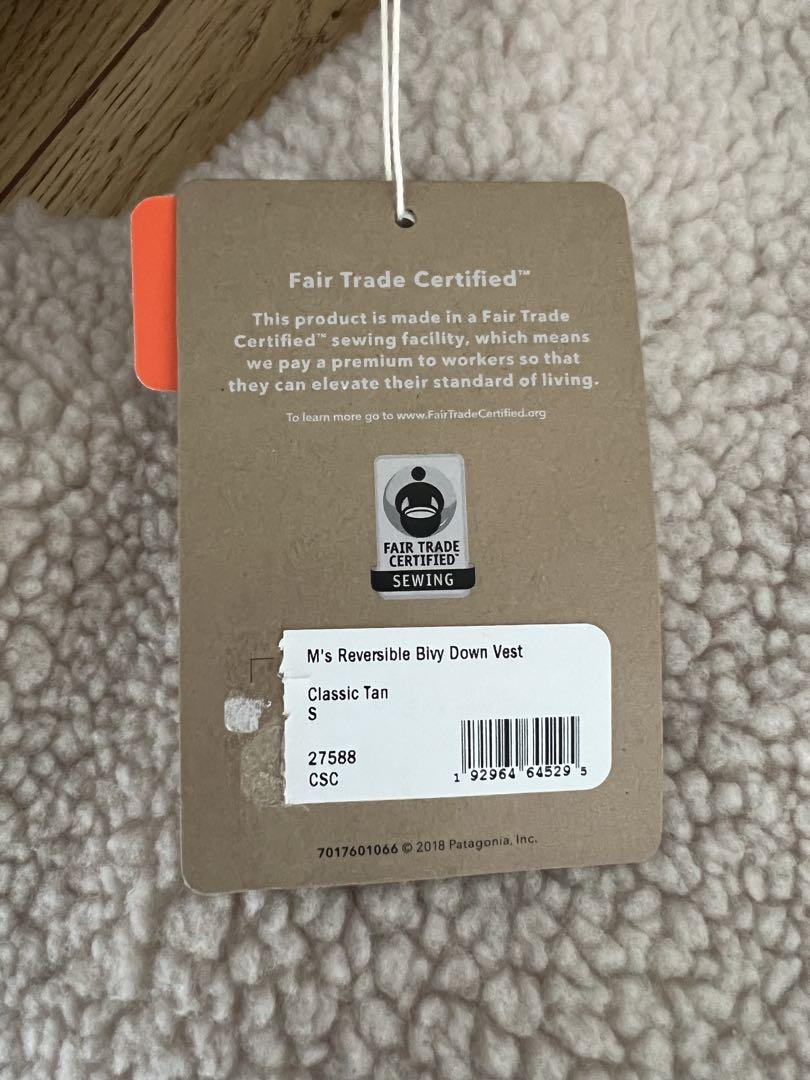 Fair Trade Certified™
This product is made in a Fair Trade
Certified™ sewing facility, which means
we pay a premium to workers so that
they can elevate their standard of living.
To learn more go to www.FairTradeCertified.org
FAIR TRADE
CERTIFIED™
SEWING
M's Reversible Bivy Down Vest
Classic Tan
S
27588
CSC
1 92964 64529 5
7017601066 © 2018 Patagonia, Inc.